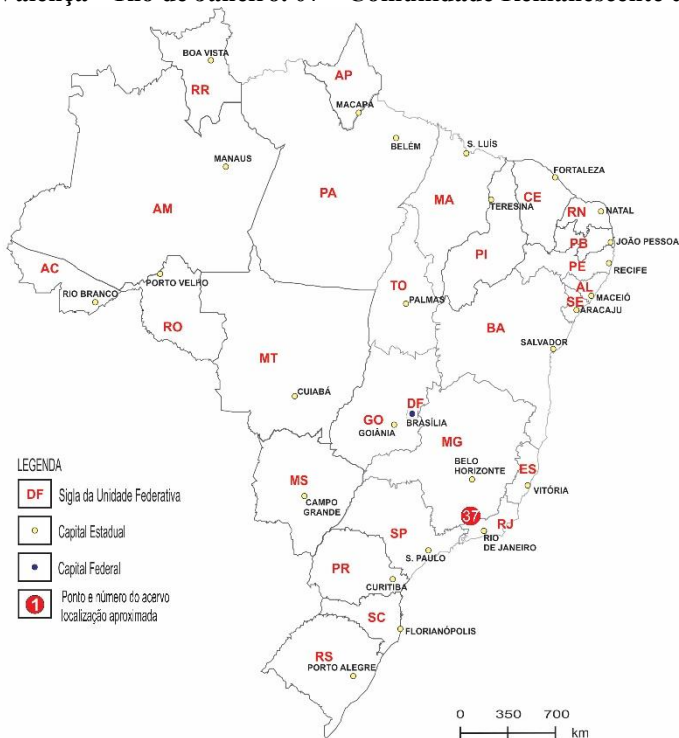 Valença – Rio de Janeiro. 07 – Comunidade Remanescente
BOA VISTA
RR
AP
MACAPÁ
BELÉM
S. LUÍS
FORTALEZA
MANAUS
AM
PA
MA
TERESINA
CE
RN
NATAL
PB
JOÃO PESSOA
PI
PE
RECIFE
AC
RIO BRANCO
PORTO VELHO
RO
TO
PALMAS
AL
MACEIÓ
SE
ARACAJU
BA
SALVADOR
MT
CUIABÁ
GO
GOIÂNIA
DF
BRASÍLIA
MG
BELO
HORIZONTE
ES
VITÓRIA
MS
CAMPO
GRANDE
37
RJ
RIO
DE JANEIRO
SP
S. PAULO
PR
CURITIBA
SC
FLORIANÓPOLIS
RS
PORTO ALEGRE
LEGENDA
DF Sigla da Unidade Federativa
Capital Estadual
Capital Federal
1 Ponto e número do acervo
localização aproximada
0 350 700
km